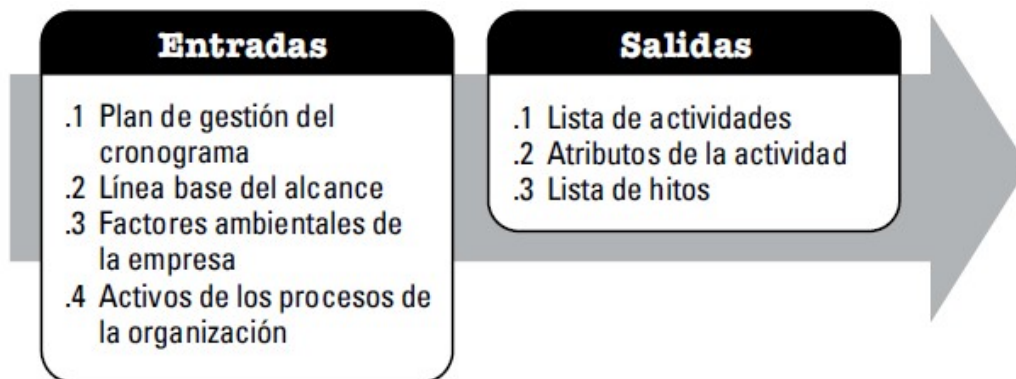 Entradas
.1 Plan de gestión del
cronograma
.2 Línea base del alcance
.3 Factores ambientales de
la empresa
.4 Activos de los procesos de
la organización
Salidas
.1 Lista de actividades
.2 Atributos de la actividad
.3 Lista de hitos